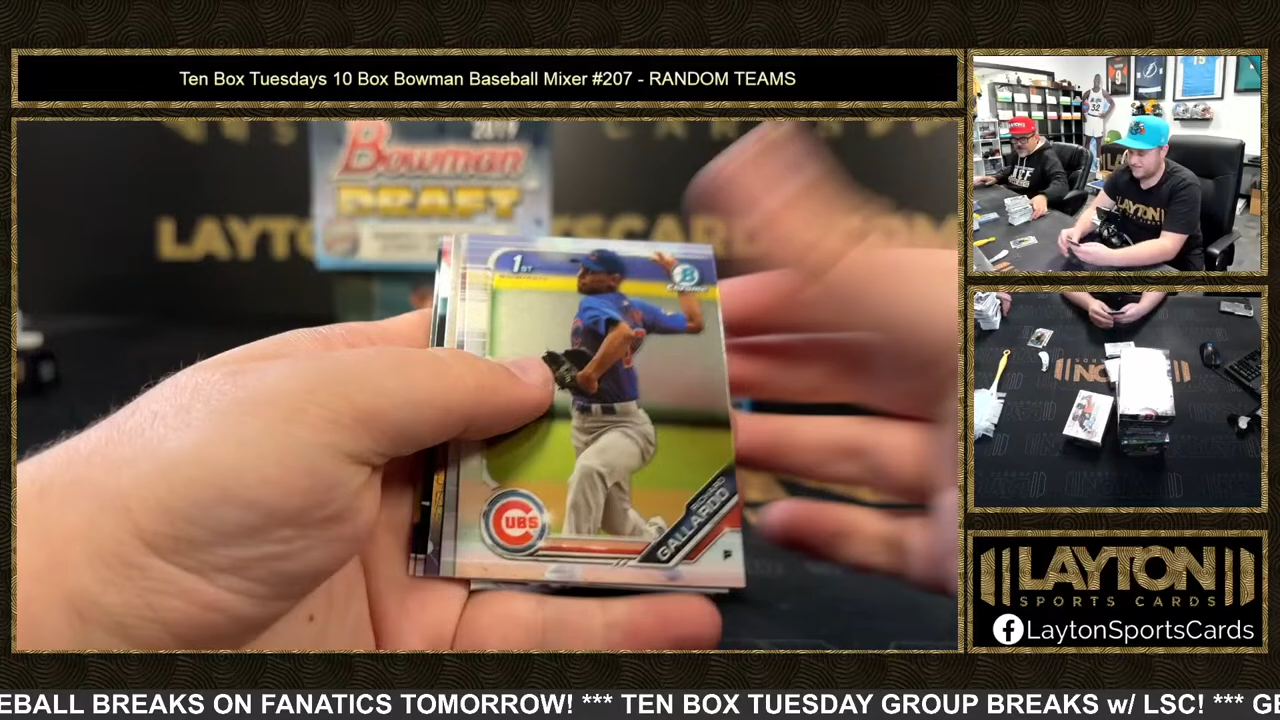 Ten Box Tuesdays 10 Box Bowman Baseball Mixer #207 - RANDOM TEAMS
Bowman
DRAFT
1ST
Chrome
CUBS
GALLARDO
P
LAYTON
SPORTS CARDS
LaytonSportsCards
EBALL BREAKS ON FANATICS TOMORROW! *** TEN BOX TUESDAY GROUP BREAKS w/ LSC! *** GE